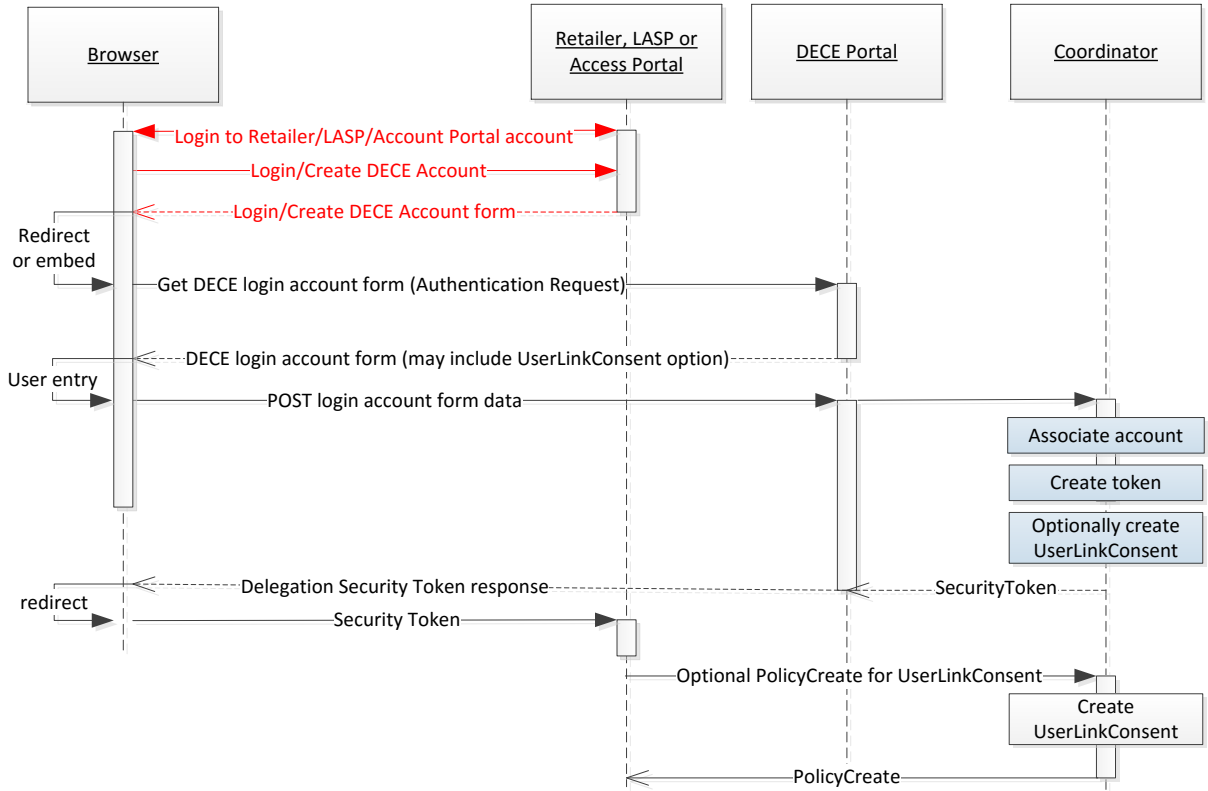 Browser
Retailer, LASP or
Access Portal
DECE Portal
Coordinator
Login to Retailer/LASP/Account Portal account
Login/Create DECE Account
Login/Create DECE Account form
Redirect
or embed
Get DECE login account form (Authentication Request)
DECE login account form (may include UserLinkConsent option)
User entry
POST login account form data
Associate account
Create token
Optionally create
UserLinkConsent
Delegation Security Token response
SecurityToken
redirect
Security Token
Optional PolicyCreate for UserLinkConsent
Create
UserLinkConsent
PolicyCreate